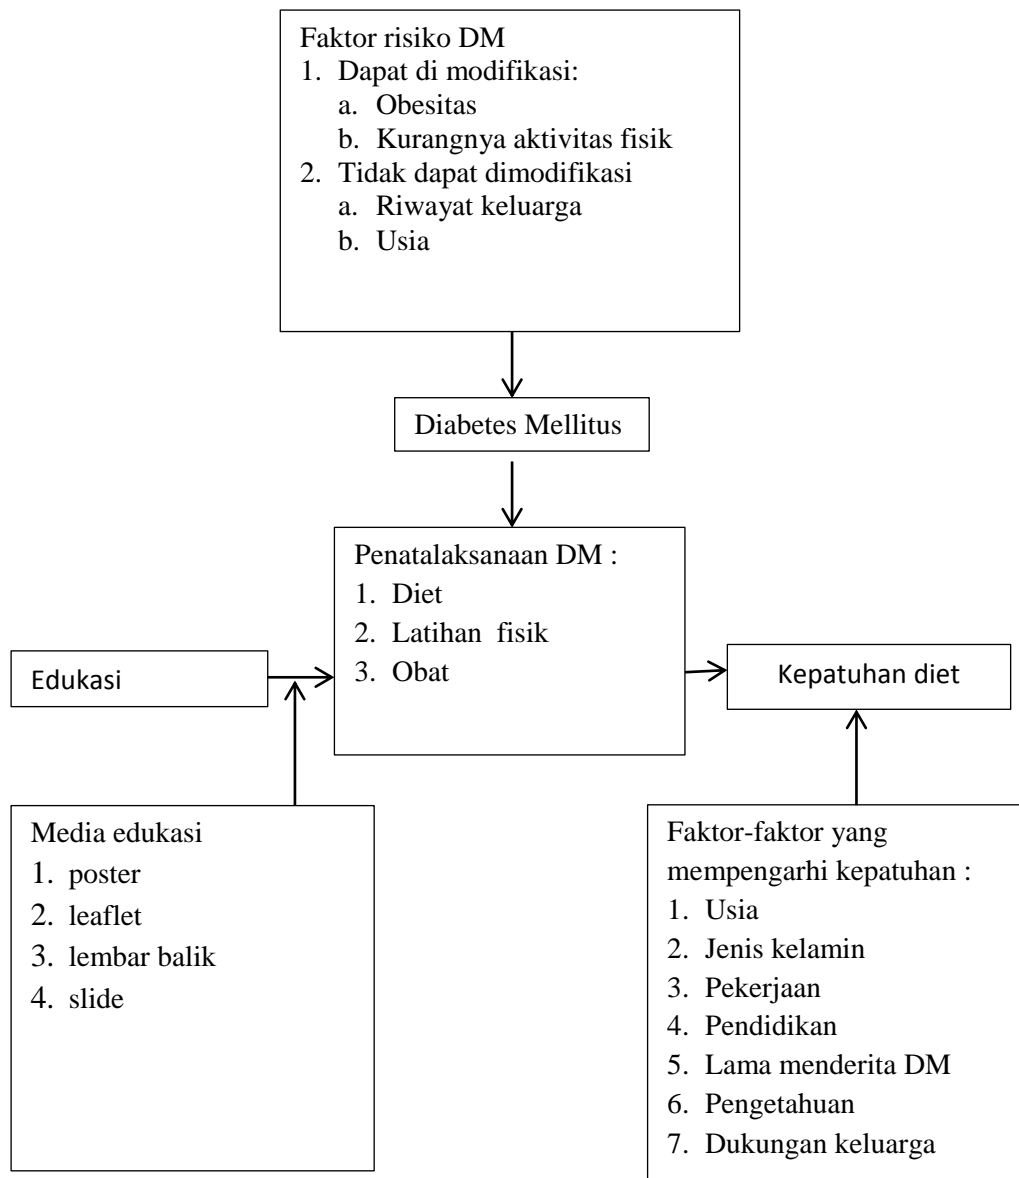 Faktor risiko DM
1. Dapat di modifikasi:
a. Obesitas
b. Kurangnya aktivitas fisik
2. Tidak dapat dimodifikasi
a. Riwayat keluarga
b. Usia
Diabetes Mellitus
Penatalaksanaan DM :
1. Diet
2. Latihan fisik
3. Obat
Edukasi
Kepatuhan diet
Media edukasi
1. poster
2. leaflet
3. lembar balik
4. slide
Faktor-faktor yang
mempengarhi kepatuhan :
1. Usia
2. Jenis kelamin
3. Pekerjaan
4. Pendidikan
5. Lama menderita DM
6. Pengetahuan
7. Dukungan keluarga